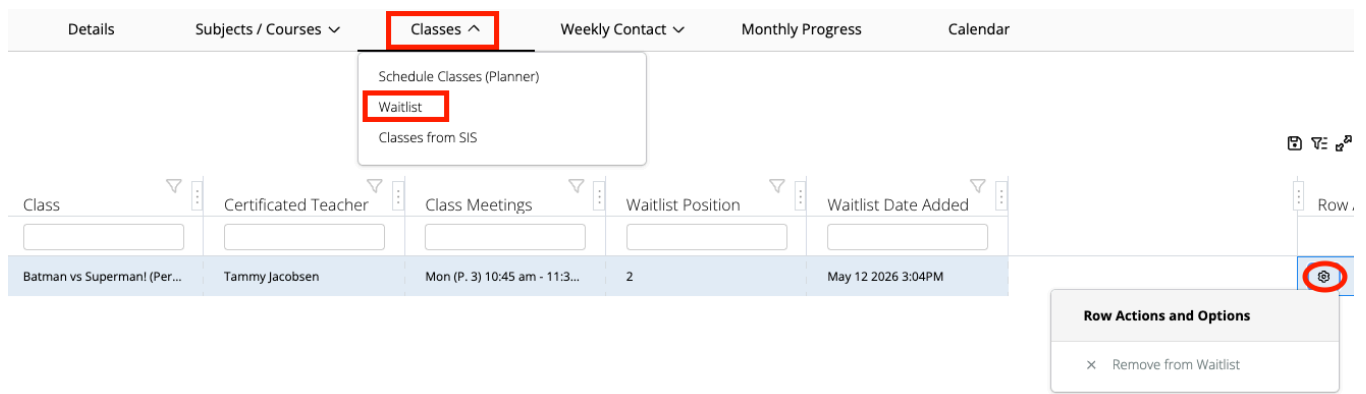 Details Subjects / Courses Classes Weekly Contact Monthly Progress Calendar
Schedule Classes (Planner)
Waitlist
Classes from SIS
Class Certificated Teacher Class Meetings Waitlist Position Waitlist Date Added Row
Batman vs Superman! (Per... Tammy Jacobsen Mon (P. 3) 10:45 am - 11:3... 2 May 12 2026 3:04PM
Row Actions and Options
× Remove from Waitlist